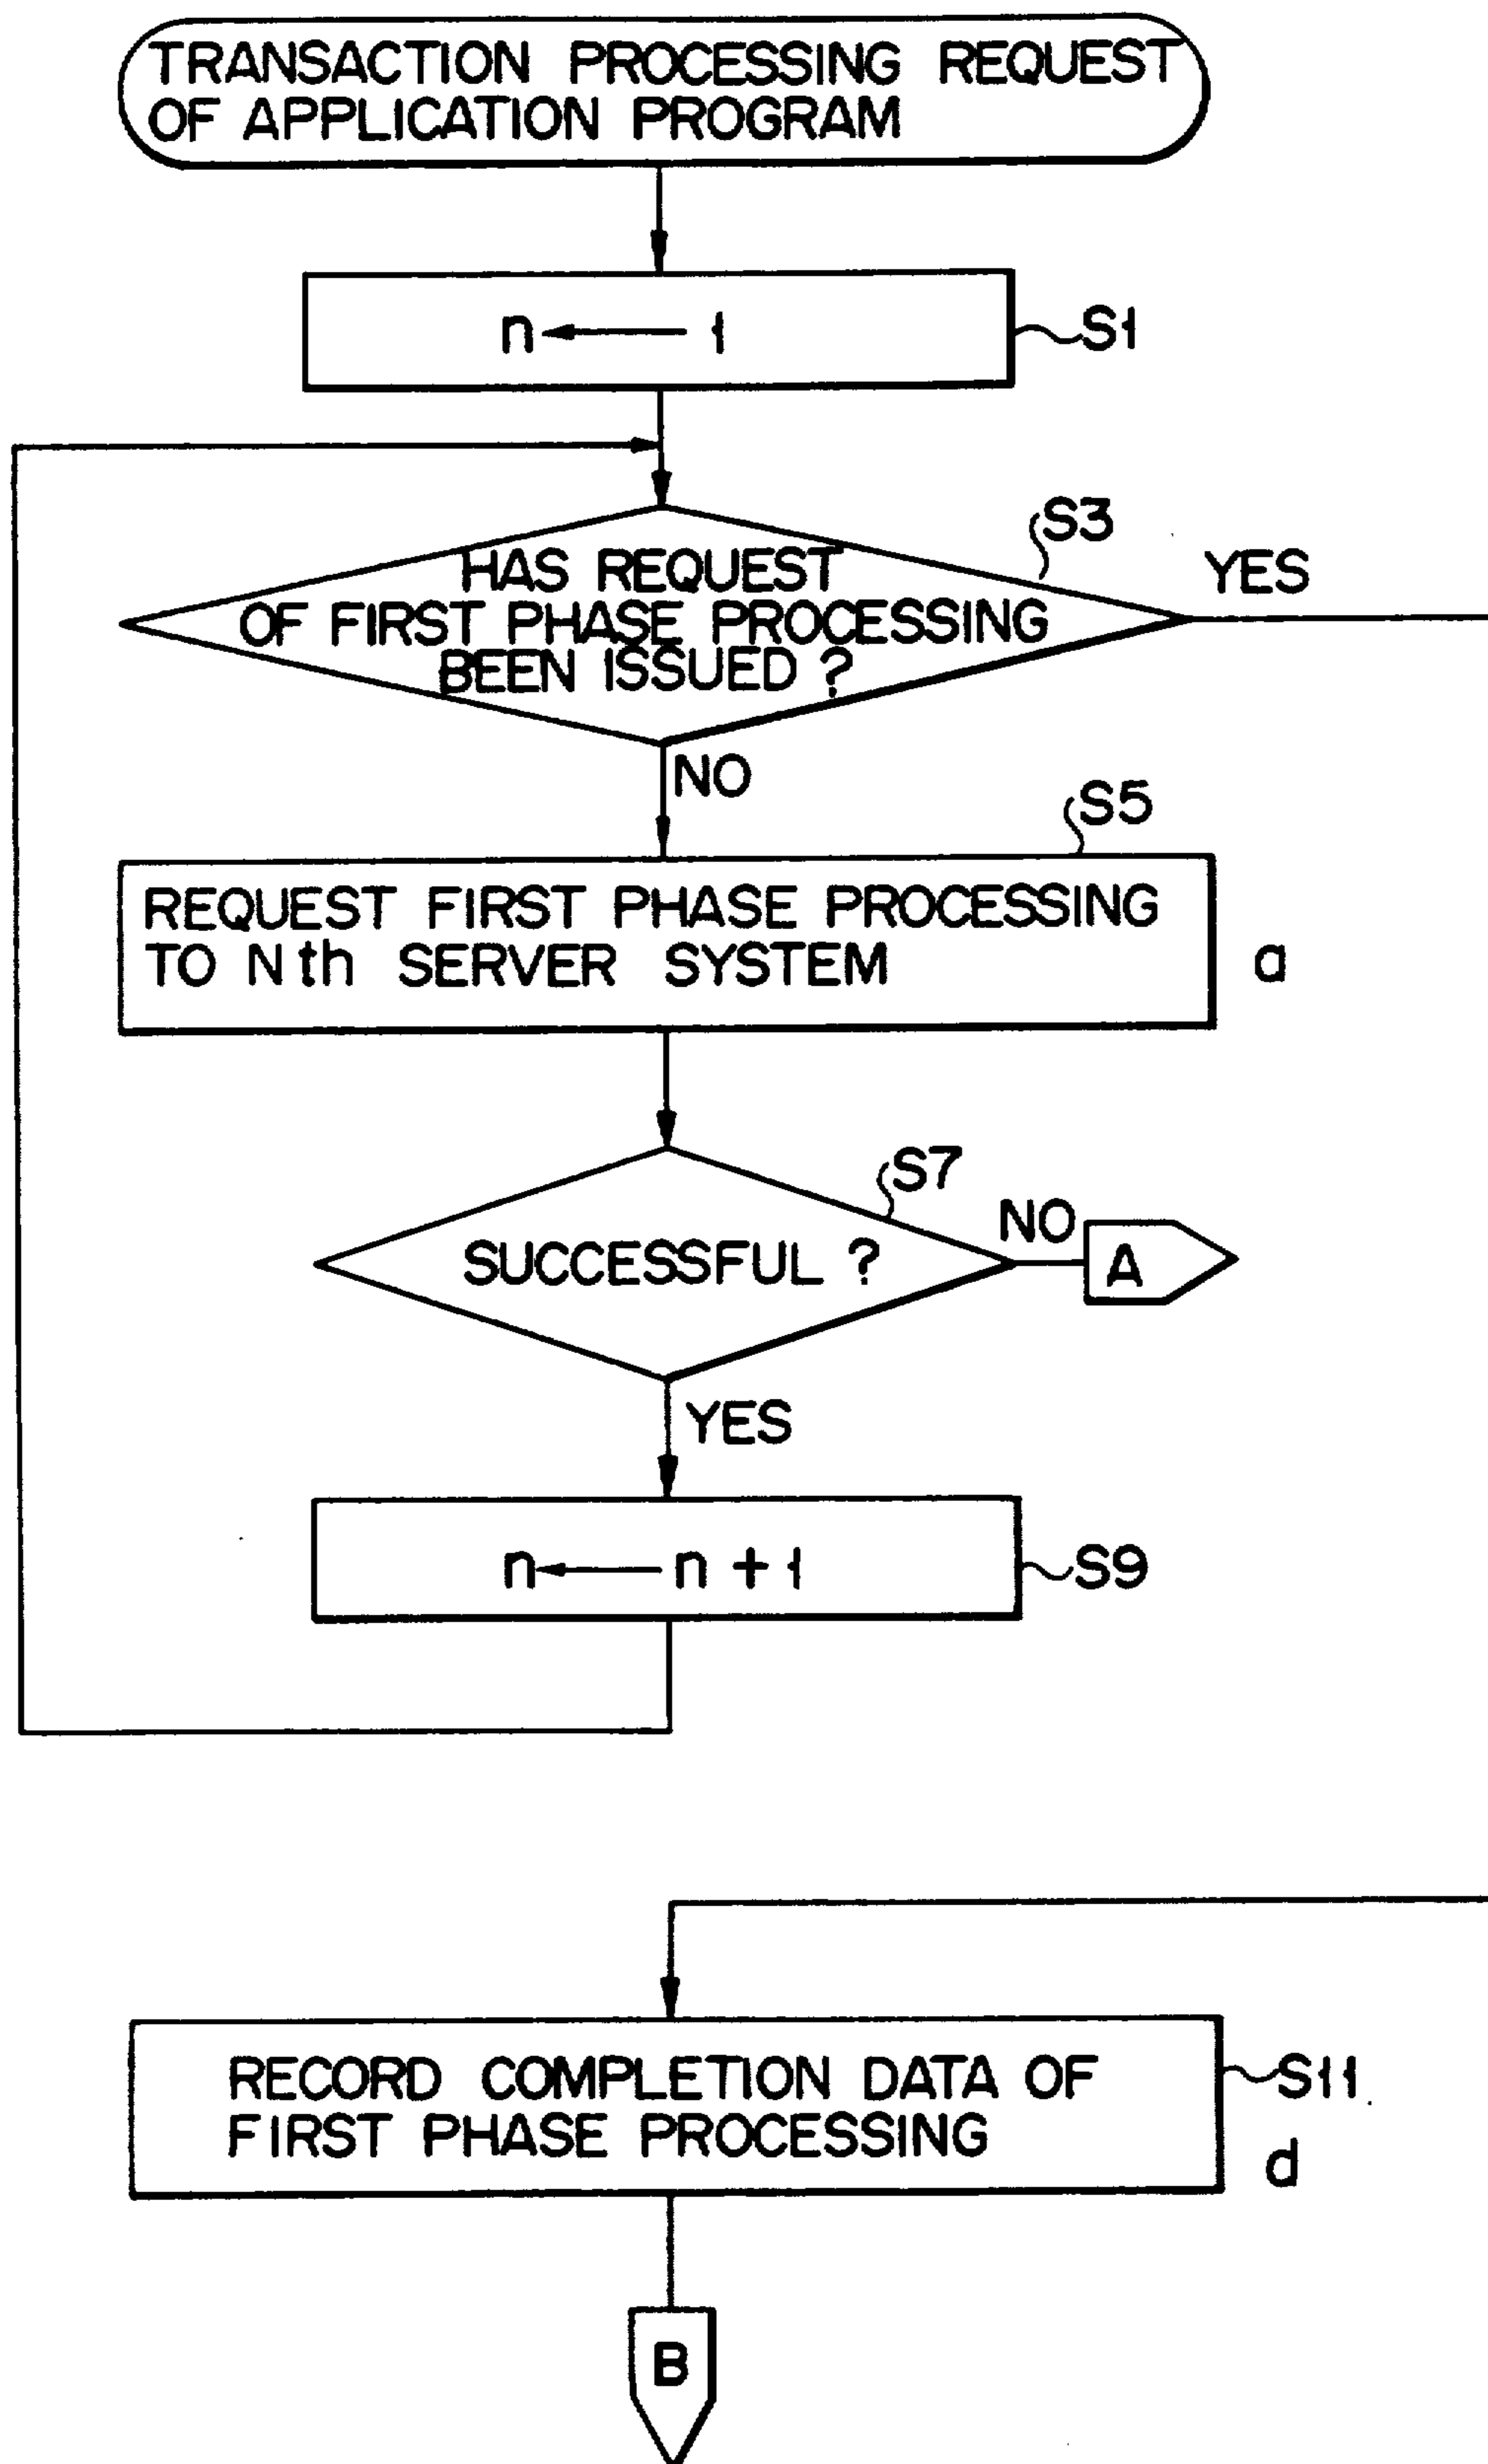 TRANSACTION PROCESSING REQUEST
OF APPLICATION PROGRAM
n ← 1
S1
S3
HAS REQUEST
OF FIRST PHASE PROCESSING
BEEN ISSUED ?
YES
NO
S5
REQUEST FIRST PHASE PROCESSING
TO Nth SERVER SYSTEM
a
S7
SUCCESSFUL ?
NO
A
YES
n ← n + 1
S9
RECORD COMPLETION DATA OF
FIRST PHASE PROCESSING
S11
d
B